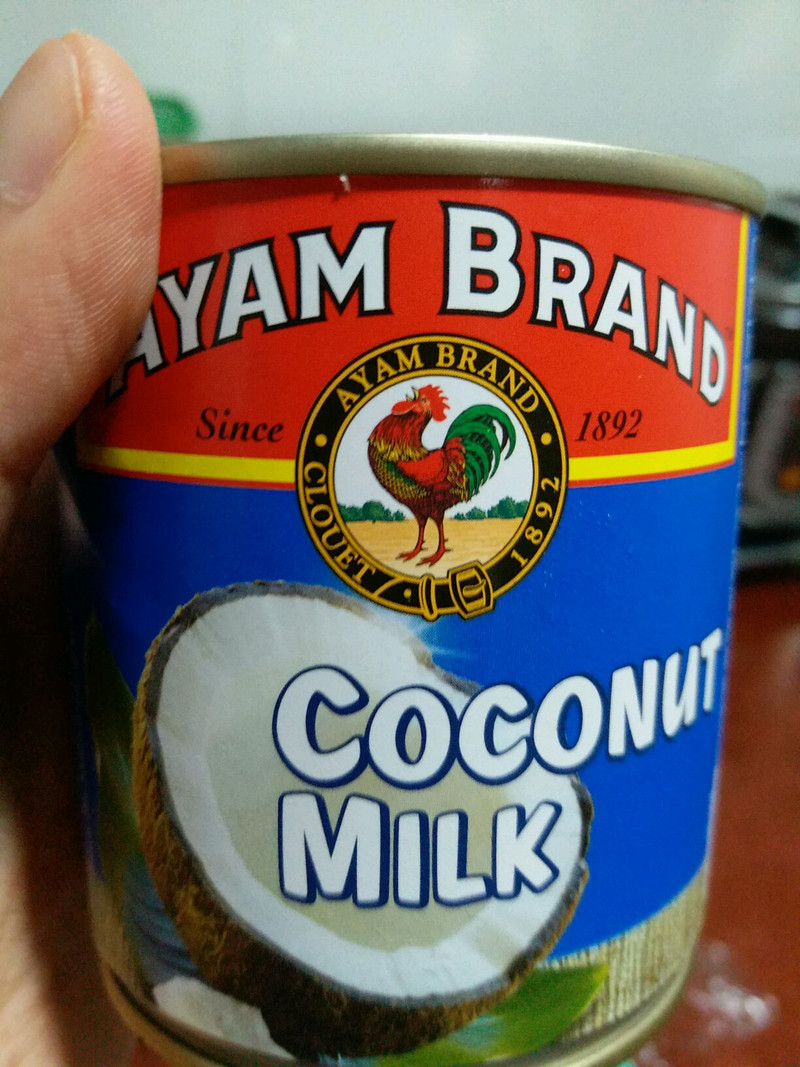 AYAM BRAND
Since 1892
AYAM BRAND
CLOUET 1892
COCONUT
MILK